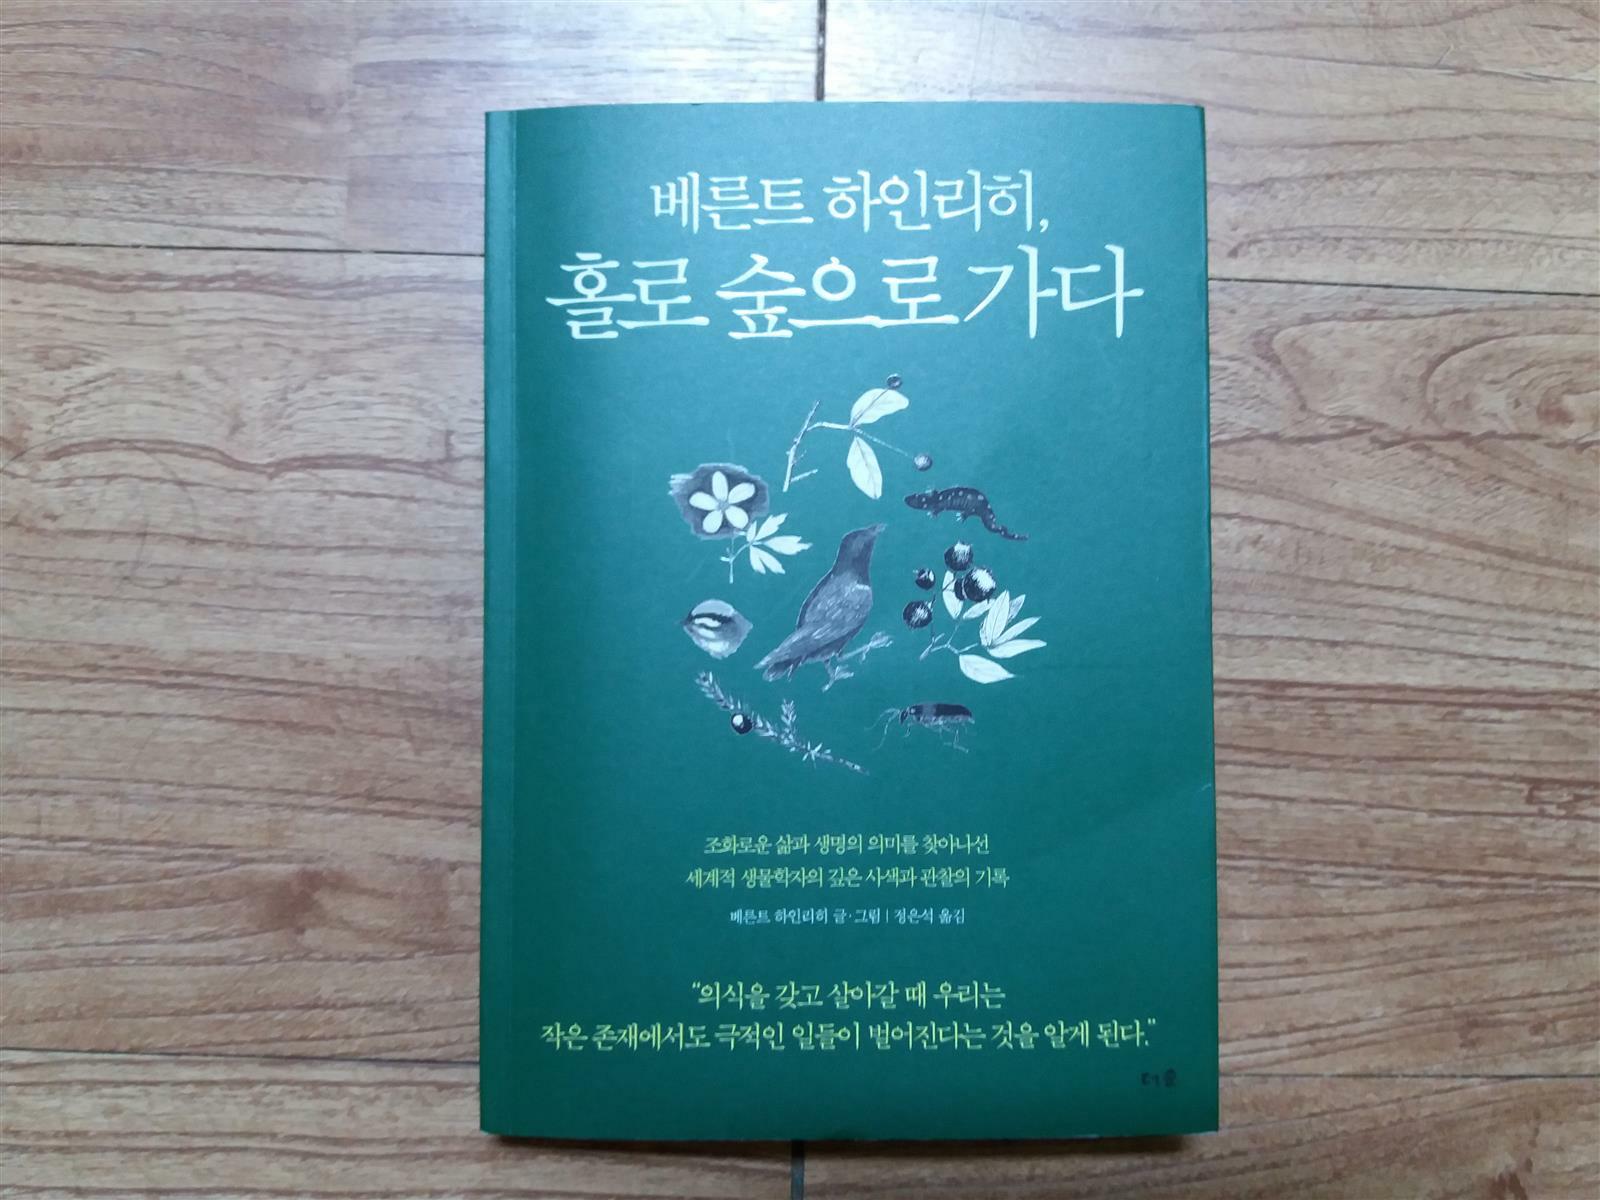 베른트 하인리히,
홀로 숲으로 가다
조화로운 삶과 생명의 의미를 찾아나선
세계적 생물학자의 깊은 사색과 관찰의 기록
베른트 하인리히 글·그림 | 정은석 옮김
“의식을 갖고 살아갈 때 우리는
작은 존재에서도 극적인 일들이 벌어진다는 것을 알게 된다.”
더숲